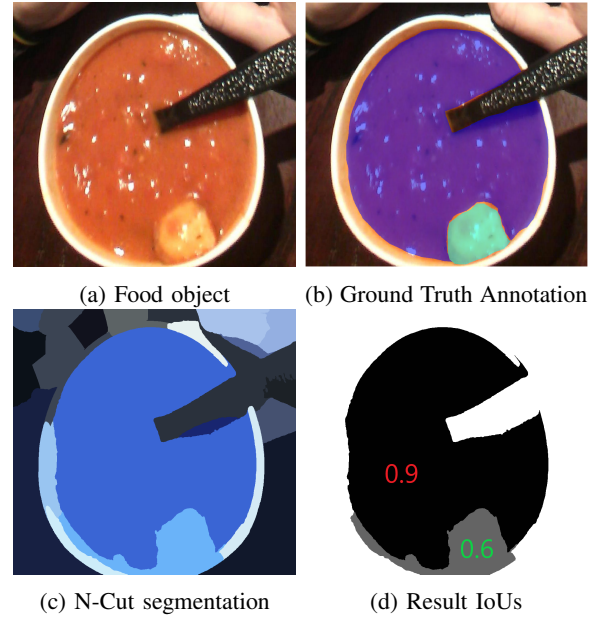 (a) Food object
(b) Ground Truth Annotation
0.9
0.6
(c) N-Cut segmentation
(d) Result IoUs